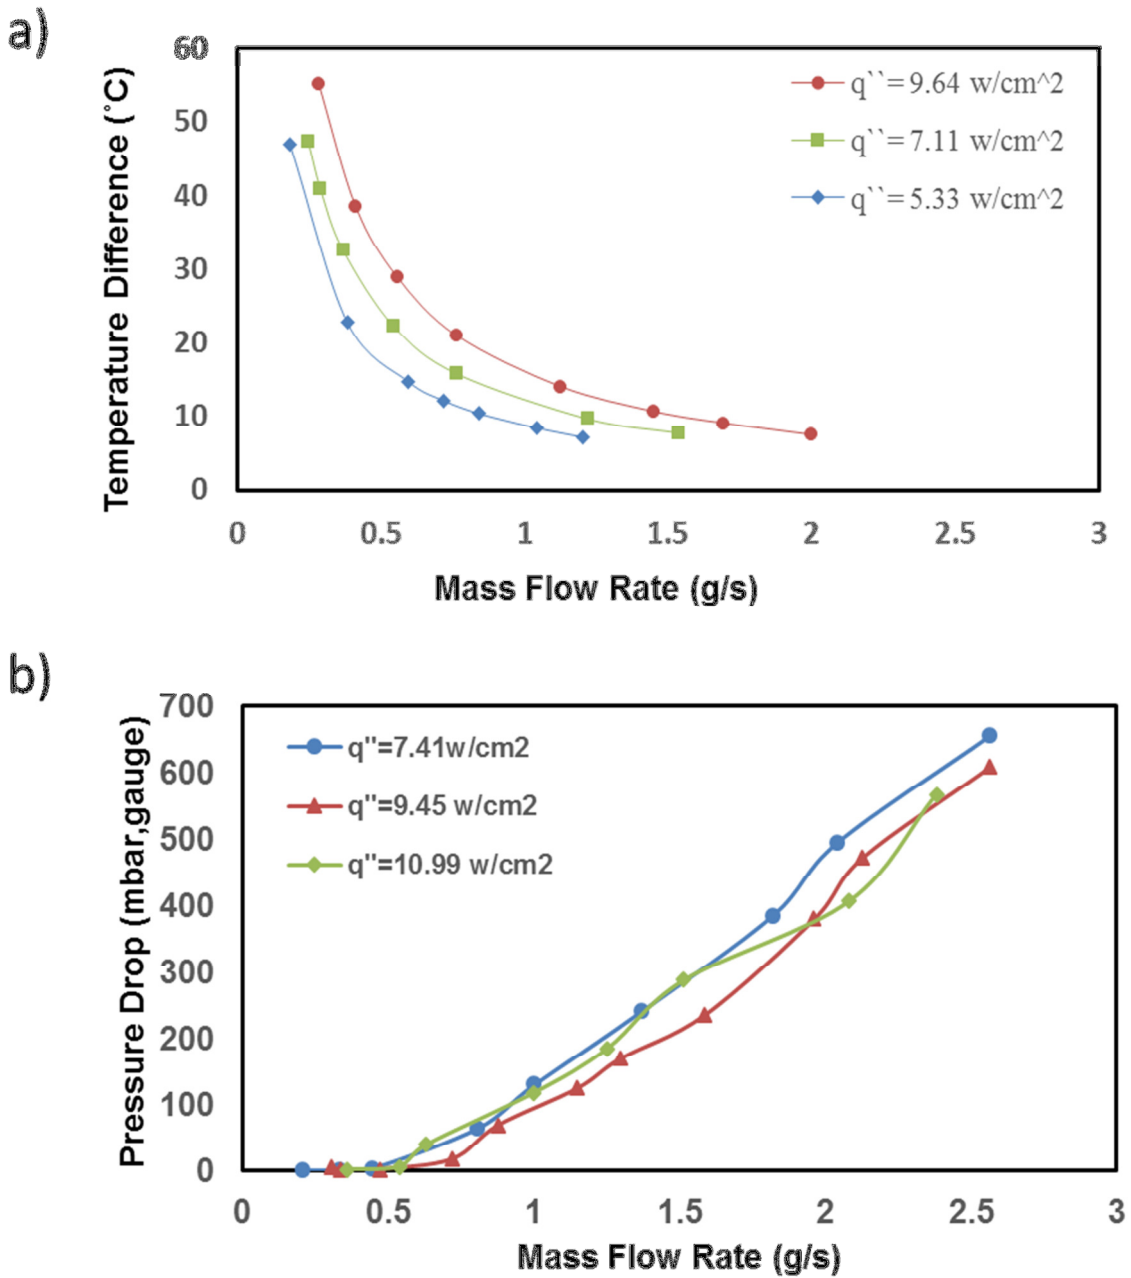 a)
60
50
40
30
20
10
0
Temperature Difference (˚C)
q``=9.64 w/cm^2
q``=7.11 w/cm^2
q``=5.33 w/cm^2
0 0.5 1 1.5 2 2.5 3
Mass Flow Rate (g/s)
b)
700
600
500
400
300
200
100
0
Pressure Drop (mbar,gauge)
q"=7.41w/cm2
q"=9.45 w/cm2
q"=10.99 w/cm2
0 0.5 1 1.5 2 2.5 3
Mass Flow Rate (g/s)